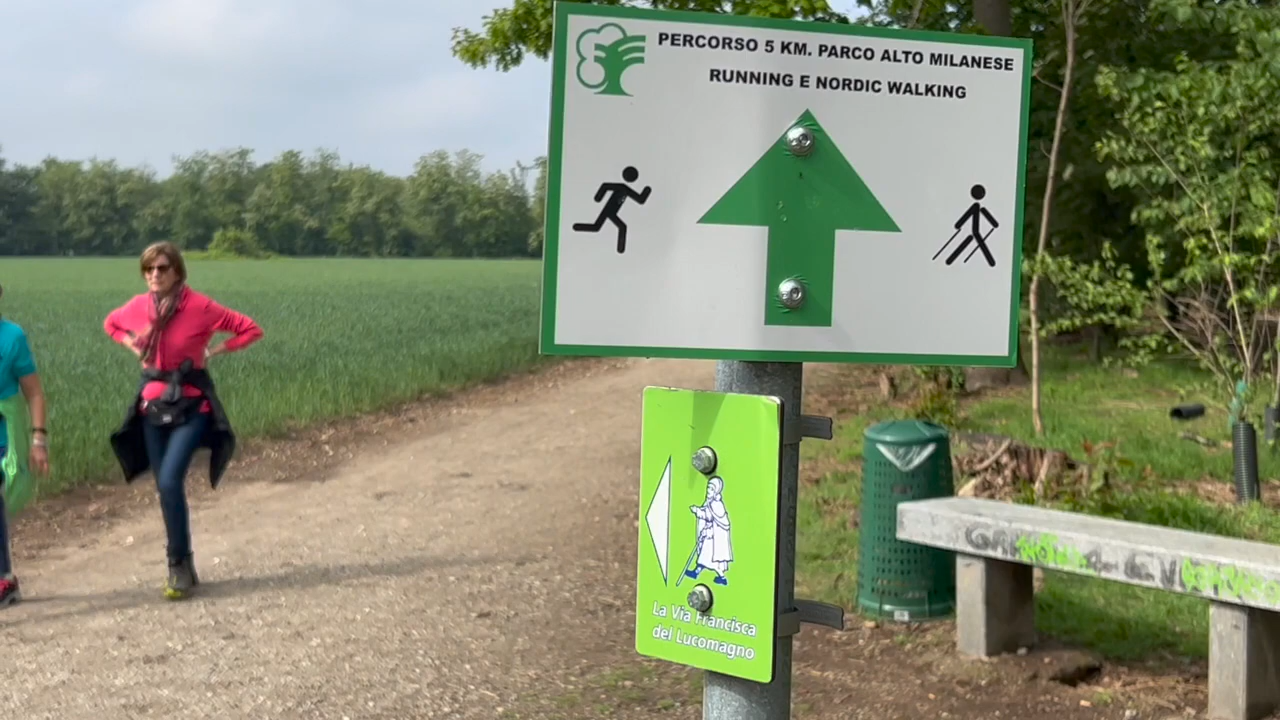 PERCORSO 5 KM. PARCO ALTO MILANESE
RUNNING E NORDIC WALKING
La Via Francisca
del Lucomagno